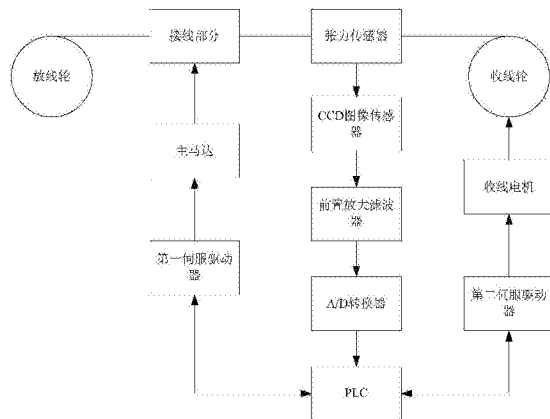 放线轮
接线部分
张力传感器
收线轮
CCD图像传感
器
主马达
收线电机
前置放大滤波
器
第一伺服驱动
器
A/D转换器
第二伺服驱动
器
PLC